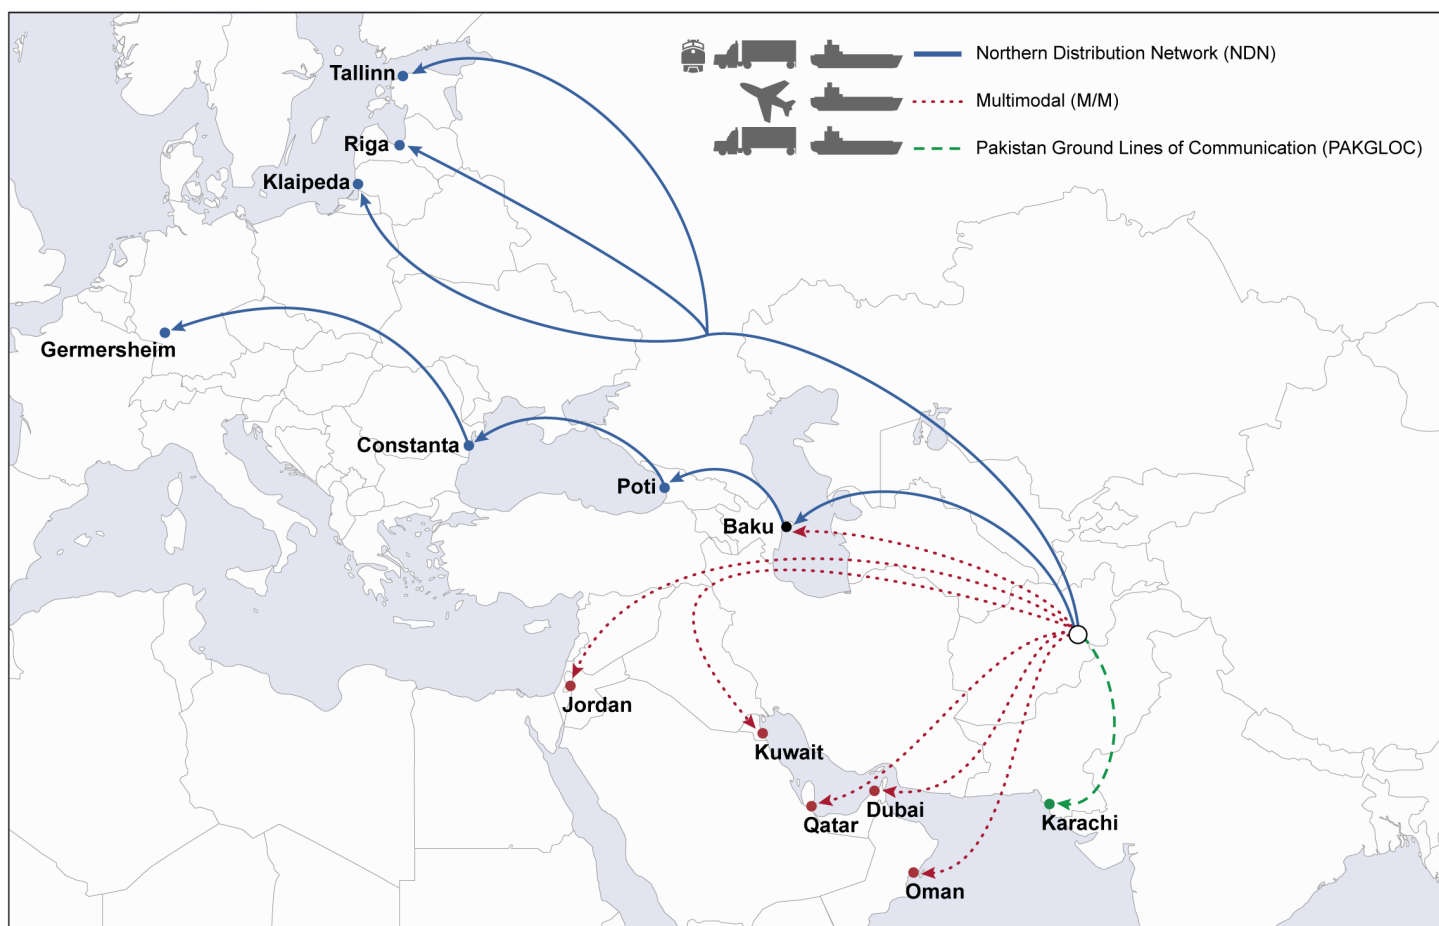 Northern Distribution Network (NDN)
Multimodal (M/M)
Pakistan Ground Lines of Communication (PAKGLOC)
Tallinn
Riga
Klaipeda
Germersheim
Constanta
Poti
Baku
Jordan
Kuwait
Qatar
Dubai
Karachi
Oman